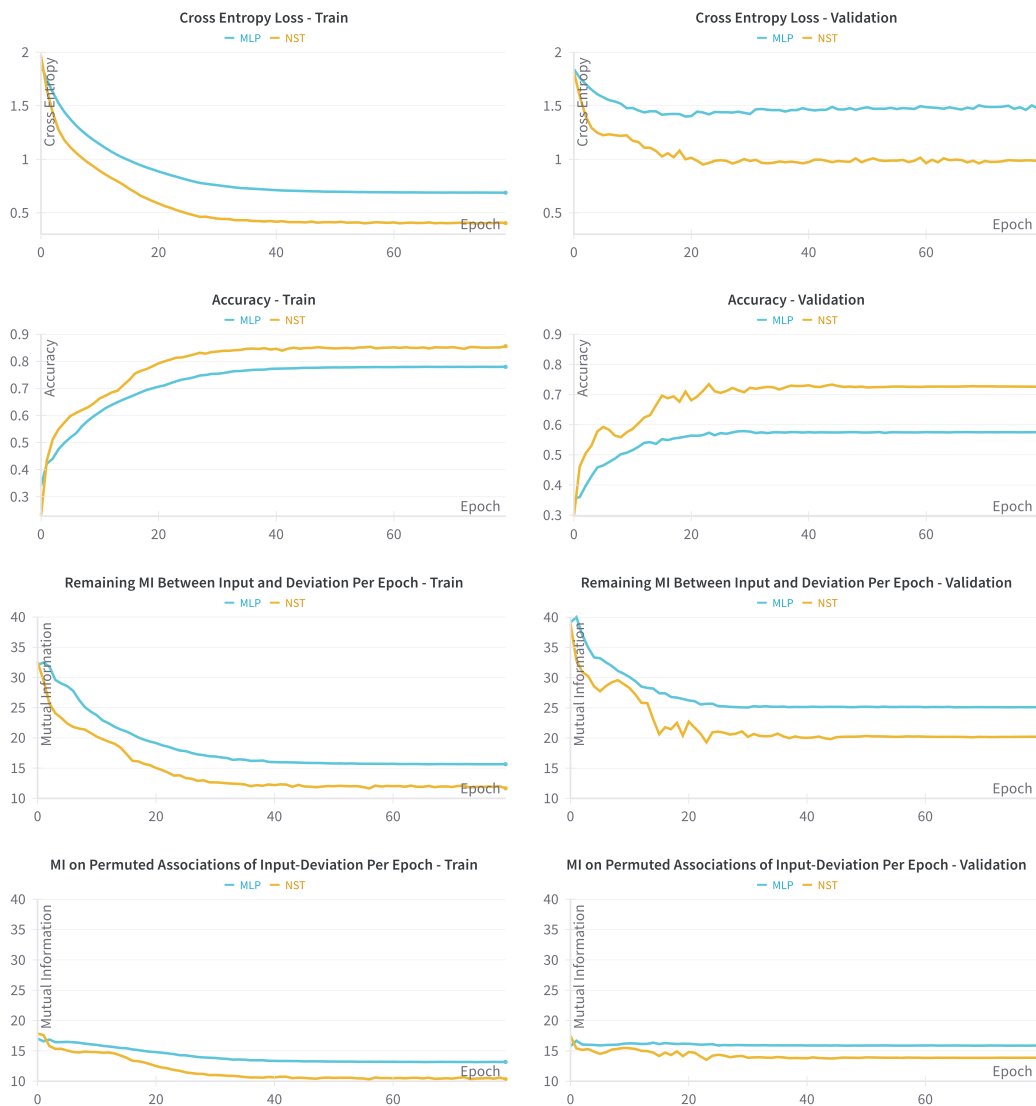 Cross Entropy Loss - Train
MLP NST
2
1.5
1
0.5
Cross Entropy
Epoch
0 20 40 60
Cross Entropy Loss - Validation
MLP NST
2
1.5
1
0.5
Cross Entropy
Epoch
0 20 40 60
Accuracy - Train
MLP NST
0.9
0.8
0.7
0.6
0.5
0.4
0.3
Accuracy
Epoch
0 20 40 60
Accuracy - Validation
MLP NST
0.9
0.8
0.7
0.6
0.5
0.4
0.3
Accuracy
Epoch
0 20 40 60
Remaining MI Between Input and Deviation Per Epoch - Train
MLP NST
40
35
30
25
20
15
10
Mutual Information
Epoch
0 20 40 60
Remaining MI Between Input and Deviation Per Epoch - Validation
MLP NST
40
35
30
25
20
15
10
Mutual Information
Epoch
0 20 40 60
MI on Permuted Associations of Input-Deviation Per Epoch - Train
MLP NST
40
35
30
25
20
15
10
Mutual Information
Epoch
0 20 40 60
MI on Permuted Associations of Input-Deviation Per Epoch - Validation
MLP NST
40
35
30
25
20
15
10
Mutual Information
Epoch
0 20 40 60